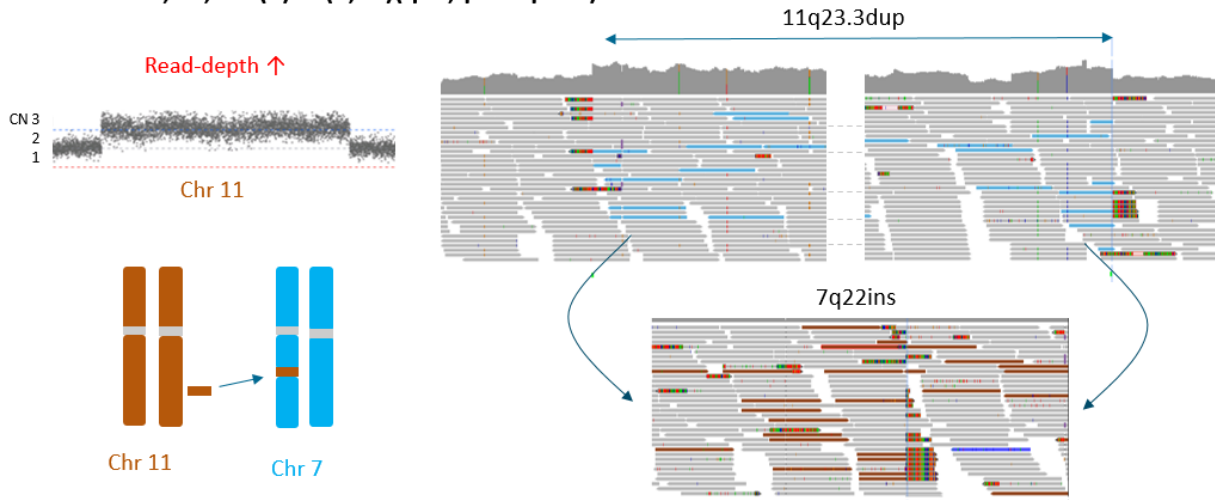 11q23.3dup
Read-depth ↑
CN 3
2
1
Chr 11
7q22ins
Chr 11
Chr 7